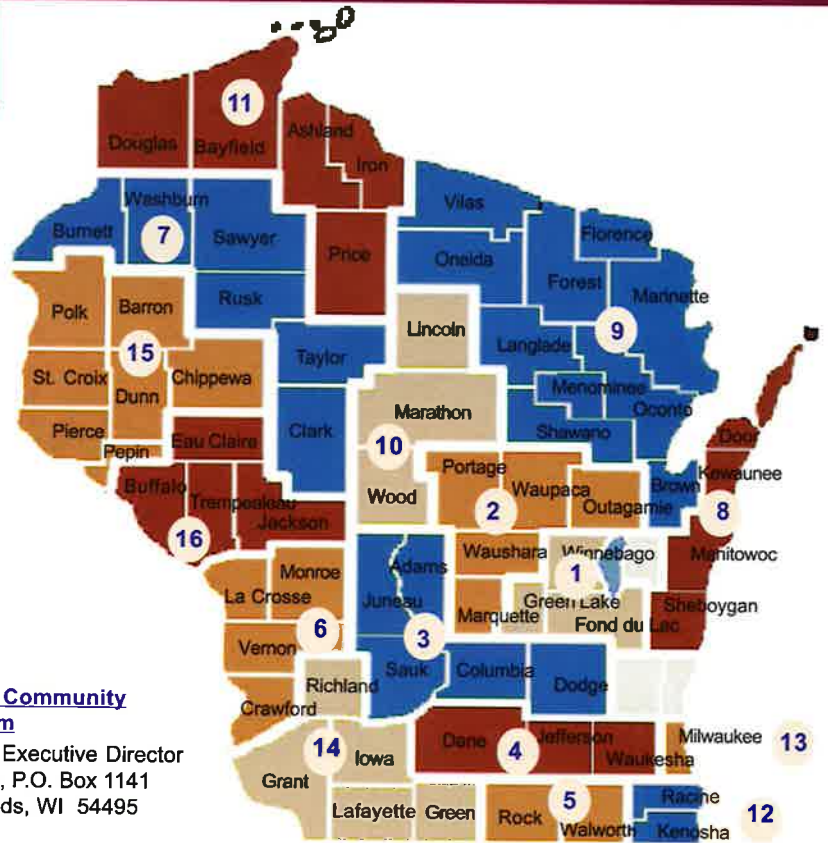 11
Douglas
Bayfield
Ashland
Iron
Washburn
Burnett
7
Sawyer
Vilas
Florence
Oneida
Price
Forest
Marinette
Polk
Barron
Rusk
Lincoln
9
Langlade
15
Taylor
St. Croix
Dunn
Chippewa
Menominee
Oconto
Marathon
Pierce
Pepin
Eau Claire
Clark
10
Shawano
Door
Portage
Buffalo
Trempealeau
Jackson
Wood
2
Waupaca
Outagamie
Brown
Kewaunee
8
16
Monroe
Adams
Waushara
Winnebago
1
Manitowoc
La Crosse
Juneau
Marquette
Green Lake
Fond du Lac
Sheboygan
6
3
Vernon
Sauk
Columbia
Dodge
Richland
Crawford
Community
m
Executive Director
, P.O. Box 1141
ds, WI 54495
14
Iowa
Grant
Dane
4
Jefferson
Waukesha
Milwaukee
13
Lafayette
Green
Rock
5
Walworth
Racine
Kenosha
12